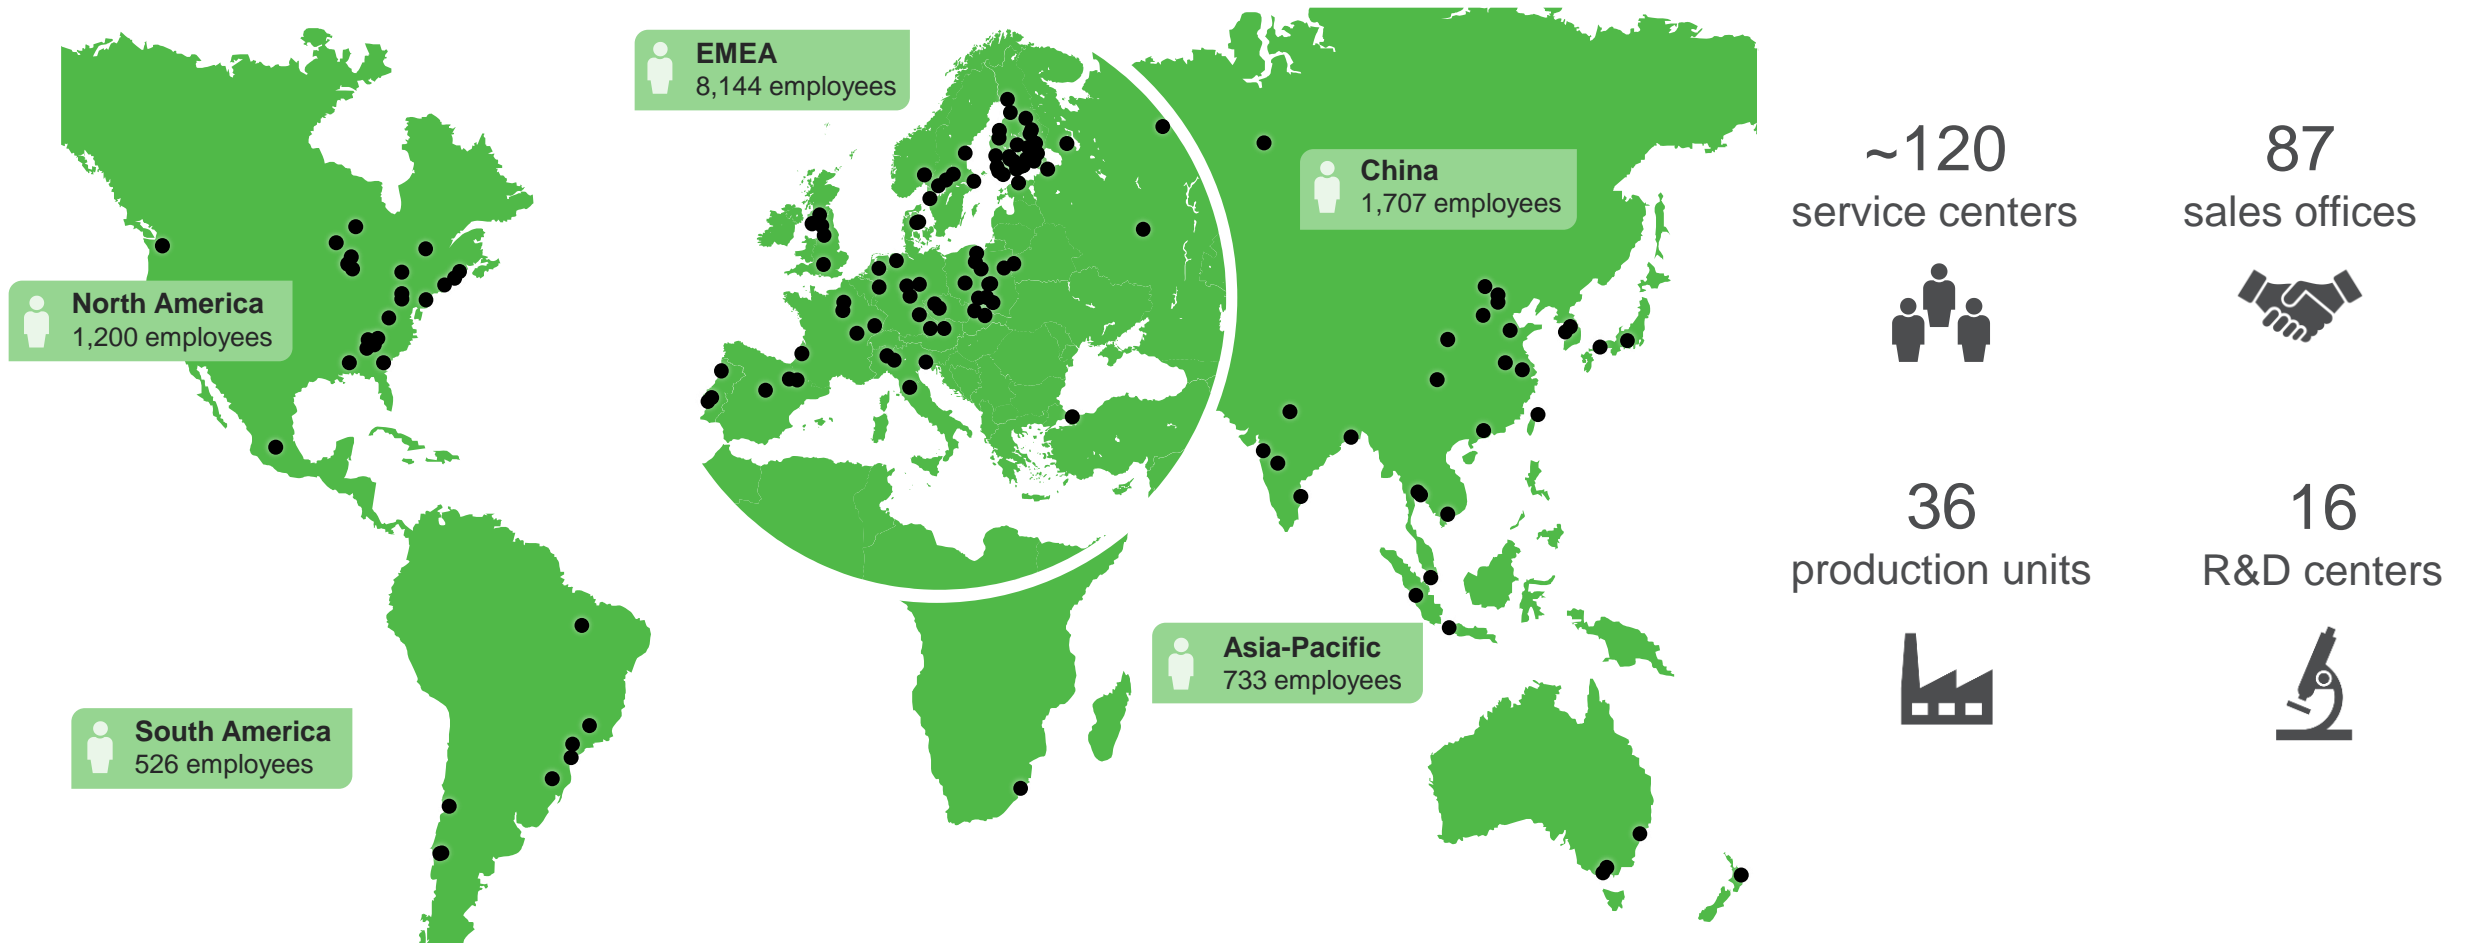 EMEA
8,144 employees
China
1,707 employees
North America
1,200 employees
Asia-Pacific
733 employees
South America
526 employees
~120
service centers
87
sales offices
36
production units
16
R&D centers